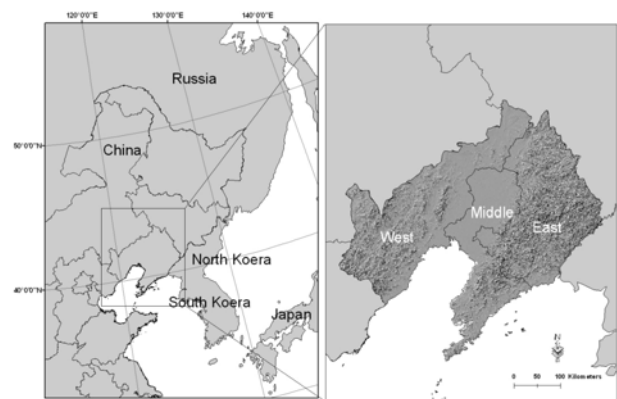 120°0'0"E
130°0'0"E
140°0'0"E
Russia
50°0'0"N
China
North Koera
40°0'0"N
South Koera
Japan
West
Middle
East
0 50 100 Kilometers